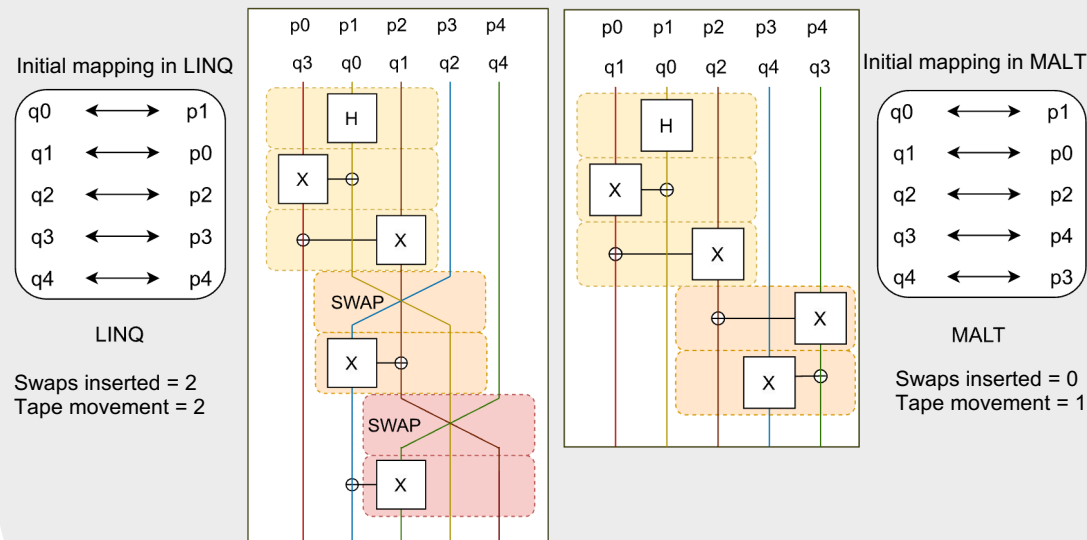 Initial mapping in LINQ
q0 p1
q1 p0
q2 p2
q3 p3
q4 p4
LINQ
Swaps inserted = 2
Tape movement = 2
p0 p1 p2 p3 p4
q3 q0 q1 q2 q4
H
X
X
SWAP
X
SWAP
X
p0 p1 p2 p3 p4
q1 q0 q2 q4 q3
H
X
X
X
X
Initial mapping in MALT
q0 p1
q1 p0
q2 p2
q3 p4
q4 p3
MALT
Swaps inserted = 0
Tape movement = 1